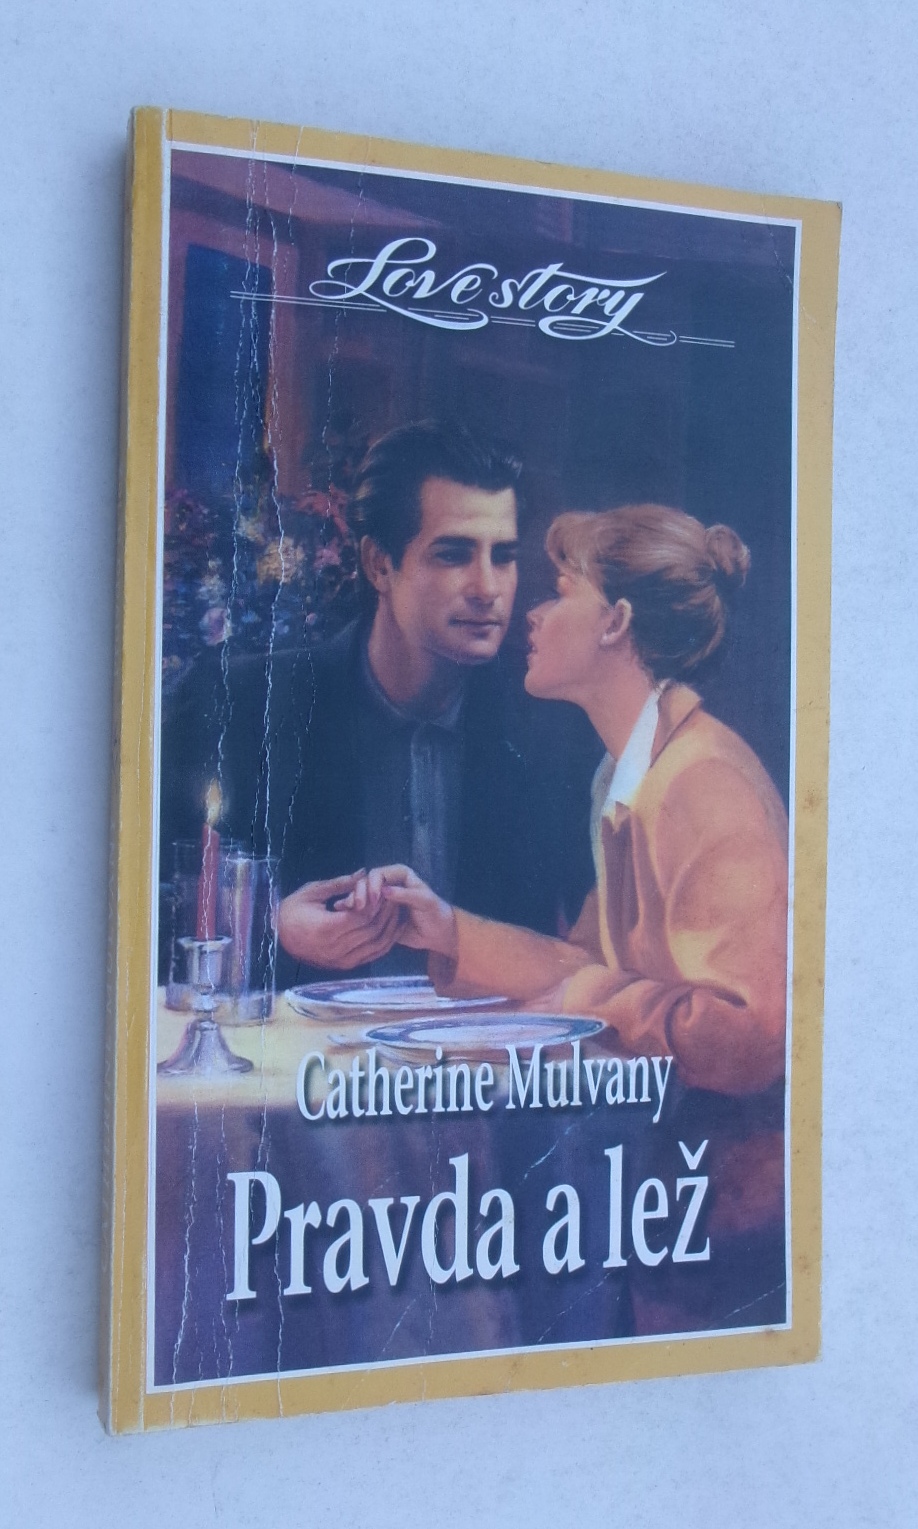 Love story
Catherine Mulvany
Pravda a lež